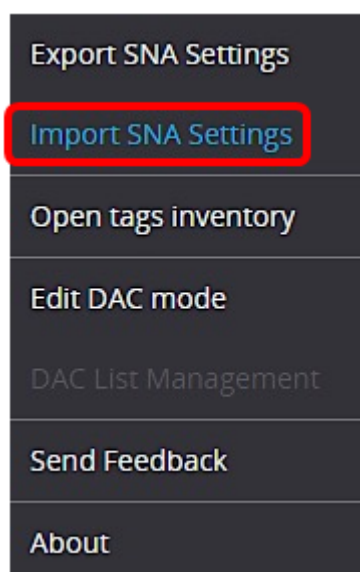 Export SNA Settings
Import SNA Settings
Open tags inventory
Edit DAC mode
DAC List Management
Send Feedback
About